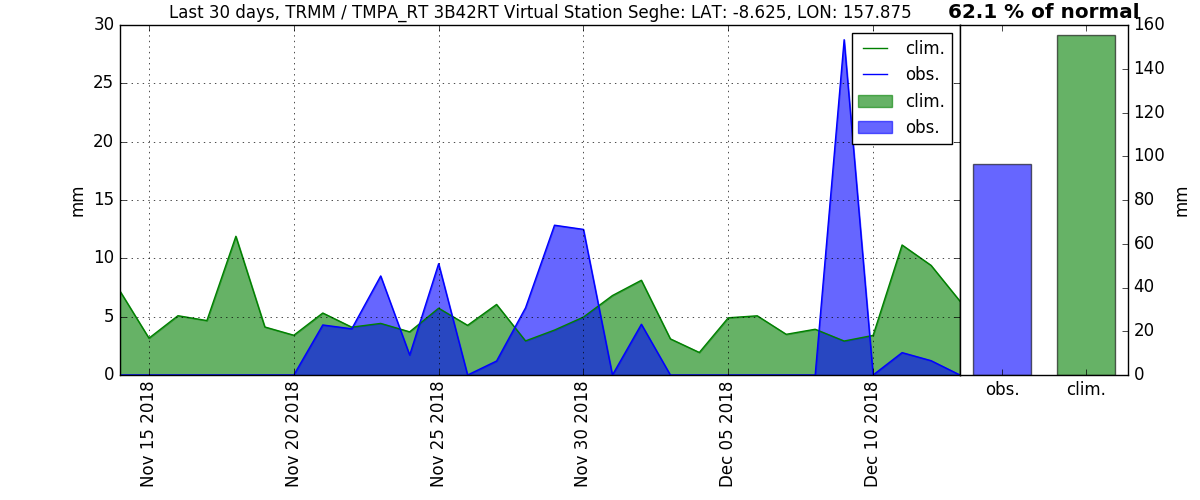 Last 30 days, TRMM / TMPA_RT 3B42RT Virtual Station Seghe: LAT: -8.625, LON: 157.875
62.1 % of normal
30
25
20
15
10
5
0
mm
clim.
obs.
clim.
obs.
160
140
120
100
80
60
40
20
0
mm
Nov 15 2018
Nov 20 2018
Nov 25 2018
Nov 30 2018
Dec 05 2018
Dec 10 2018
obs.
clim.